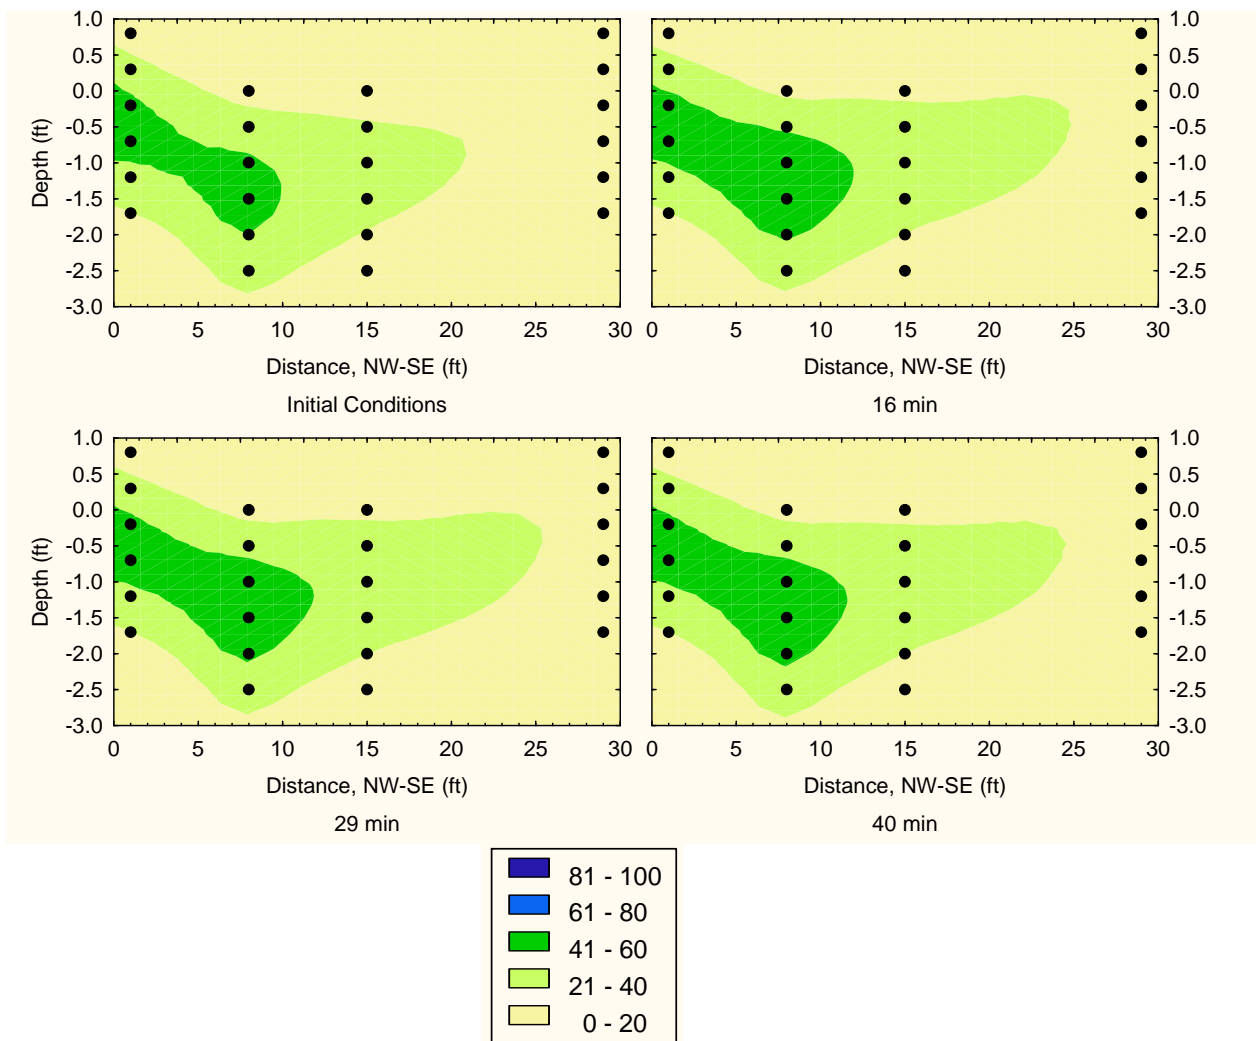 1.0
0.5
0.0
-0.5
-1.0
-1.5
-2.0
-2.5
-3.0
Depth (ft)
0 5 10 15 20 25 30
Distance, NW-SE (ft)
Initial Conditions
1.0
0.5
0.0
-0.5
-1.0
-1.5
-2.0
-2.5
-3.0
0 5 10 15 20 25 30
Distance, NW-SE (ft)
16 min
1.0
0.5
0.0
-0.5
-1.0
-1.5
-2.0
-2.5
-3.0
Depth (ft)
0 5 10 15 20 25 30
Distance, NW-SE (ft)
29 min
1.0
0.5
0.0
-0.5
-1.0
-1.5
-2.0
-2.5
-3.0
0 5 10 15 20 25 30
Distance, NW-SE (ft)
40 min
81 - 100
61 - 80
41 - 60
21 - 40
0 - 20